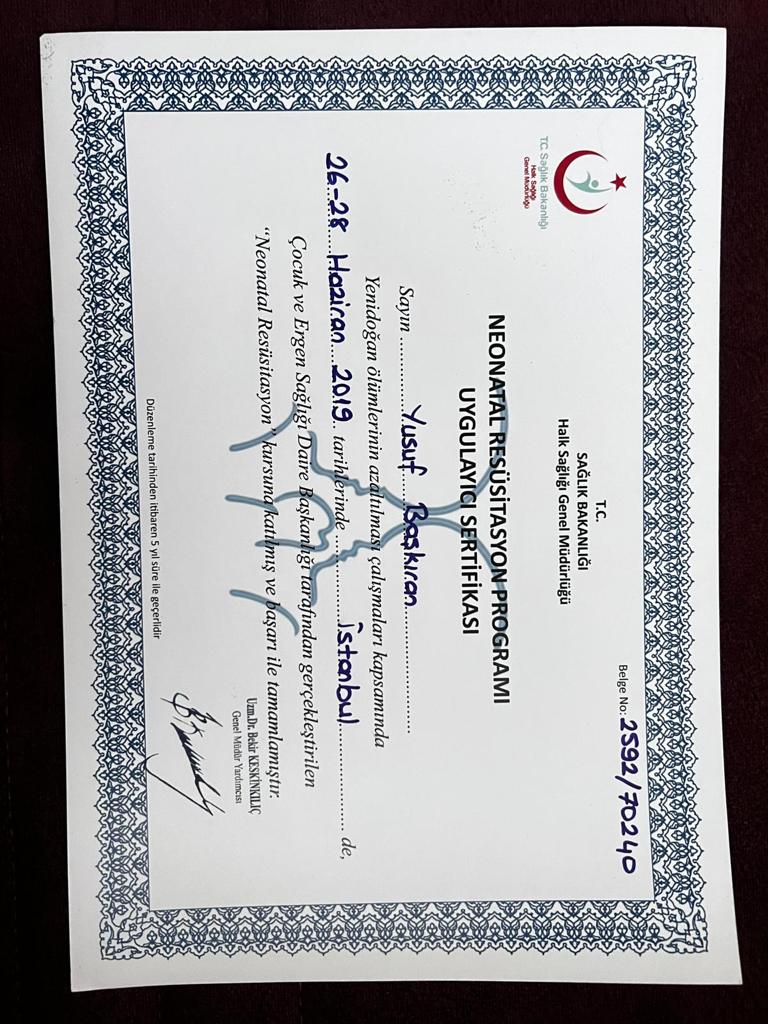 T.C. Sağlık Bakanlığı
Halk Sağlığı
Genel Müdürlüğü
T.C.
SAĞLIK BAKANLIĞI
Halk Sağlığı Genel Müdürlüğü
Belge No: 2592/70240
NEONATAL RESÜSİTASYON PROGRAMI
UYGULAYICI SERTİFİKASI
Sayın ..........Yusuf....Başkıran....................
Yenidoğan ölümlerinin azaltılması çalışmaları kapsamında
26-28 Haziran 2019 tarihlerinde ................İstanbul.................... de,
Çocuk ve Ergen Sağlığı Daire Başkanlığı tarafından gerçekleştirilen
“Neonatal Resüsitasyon” kursuna katılmış ve başarı ile tamamlamıştır.
Uzm.Dr. Bekir KESKİNKILIÇ
Genel Müdür Yardımcısı
Düzenleme tarihinden itibaren 5 yıl süre ile geçerlidir